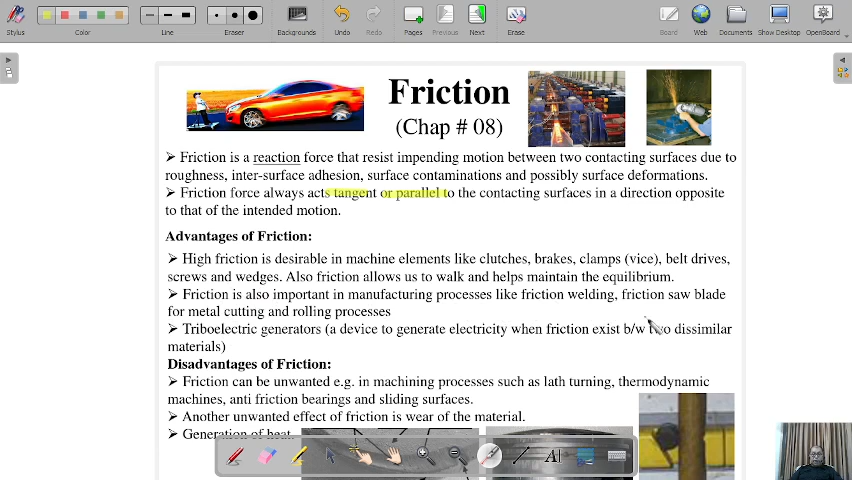 Stylus
Color
Line
Eraser
Backgrounds
Undo
Redo
Pages
Previous
Next
Erase
Board
Web
Documents
Show Desktop
OpenBoard
Friction
(Chap # 08)
➢ Friction is a reaction force that resist impending motion between two contacting surfaces due to
roughness, inter-surface adhesion, surface contaminations and possibly surface deformations.
➢ Friction force always acts tangent or parallel to the contacting surfaces in a direction opposite
to that of the intended motion.
Advantages of Friction:
➢ High friction is desirable in machine elements like clutches, brakes, clamps (vice), belt drives,
screws and wedges. Also friction allows us to walk and helps maintain the equilibrium.
➢ Friction is also important in manufacturing processes like friction welding, friction saw blade
for metal cutting and rolling processes
➢ Triboelectric generators (a device to generate electricity when friction exist b/w two dissimilar
materials)
Disadvantages of Friction:
➢ Friction can be unwanted e.g. in machining processes such as lath turning, thermodynamic
machines, anti friction bearings and sliding surfaces.
➢ Another unwanted effect of friction is wear of the material.
➢ Generation of heat.